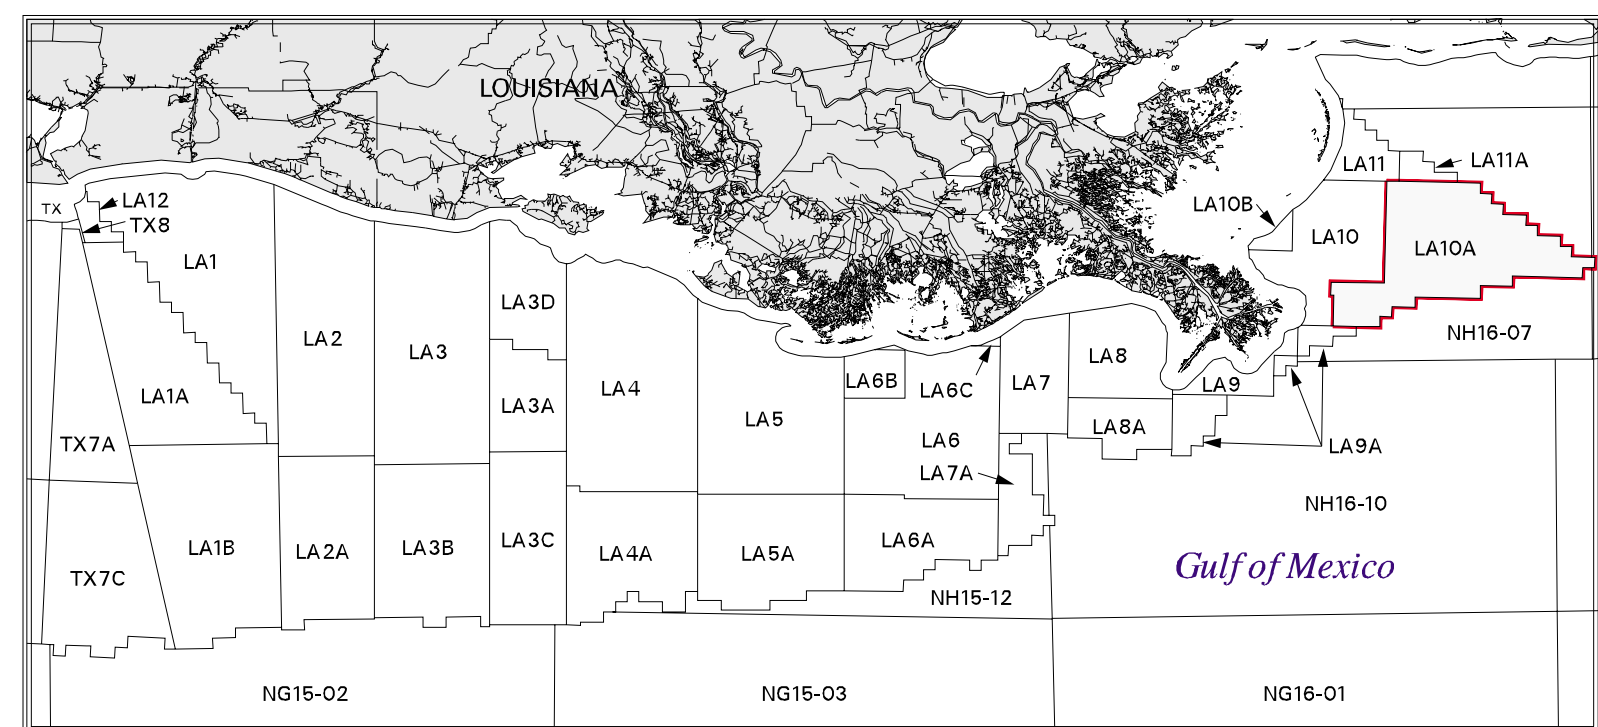 LOUISIANA
LA11
LA11A
LA12
TX
TX8
LA10B
LA10
LA10A
LA1
LA3D
LA2
LA3
NH16-07
LA8
LA6B
LA6C
LA7
LA9
LA4
LA1A
LA3A
LA5
LA8A
TX7A
LA6
LA9A
LA7A
NH16-10
LA1B
LA2A
LA3B
LA3C
LA4A
LA5A
LA6A
Gulf of Mexico
TX7C
NH15-12
NG15-02
NG15-03
NG16-01